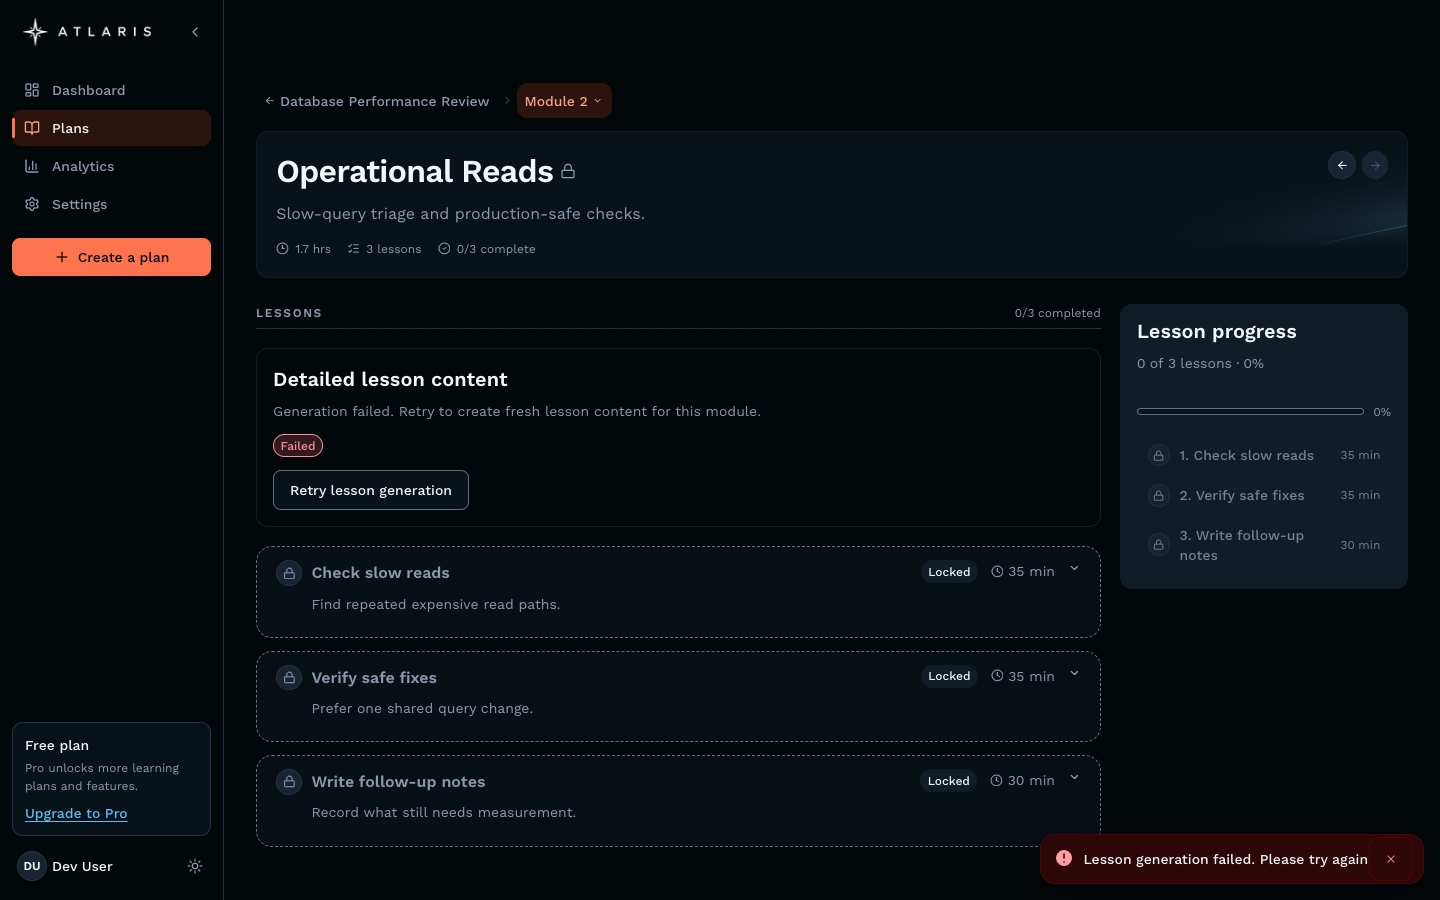 ATLARIS
Dashboard
Plans
Analytics
Settings
Create a plan
Free plan
Pro unlocks more learning
plans and features.
Upgrade to Pro
DU Dev User
Database Performance Review
Module 2
Operational Reads
Slow-query triage and production-safe checks.
1.7 hrs 3 lessons 0/3 complete
LESSONS 0/3 completed
Detailed lesson content
Generation failed. Retry to create fresh lesson content for this module.
Failed
Retry lesson generation
Check slow reads Locked 35 min
Find repeated expensive read paths.
Verify safe fixes Locked 35 min
Prefer one shared query change.
Write follow-up notes Locked 30 min
Record what still needs measurement.
Lesson progress
0 of 3 lessons · 0%
0%
1. Check slow reads 35 min
2. Verify safe fixes 35 min
3. Write follow-up 30 min
notes
Lesson generation failed. Please try again